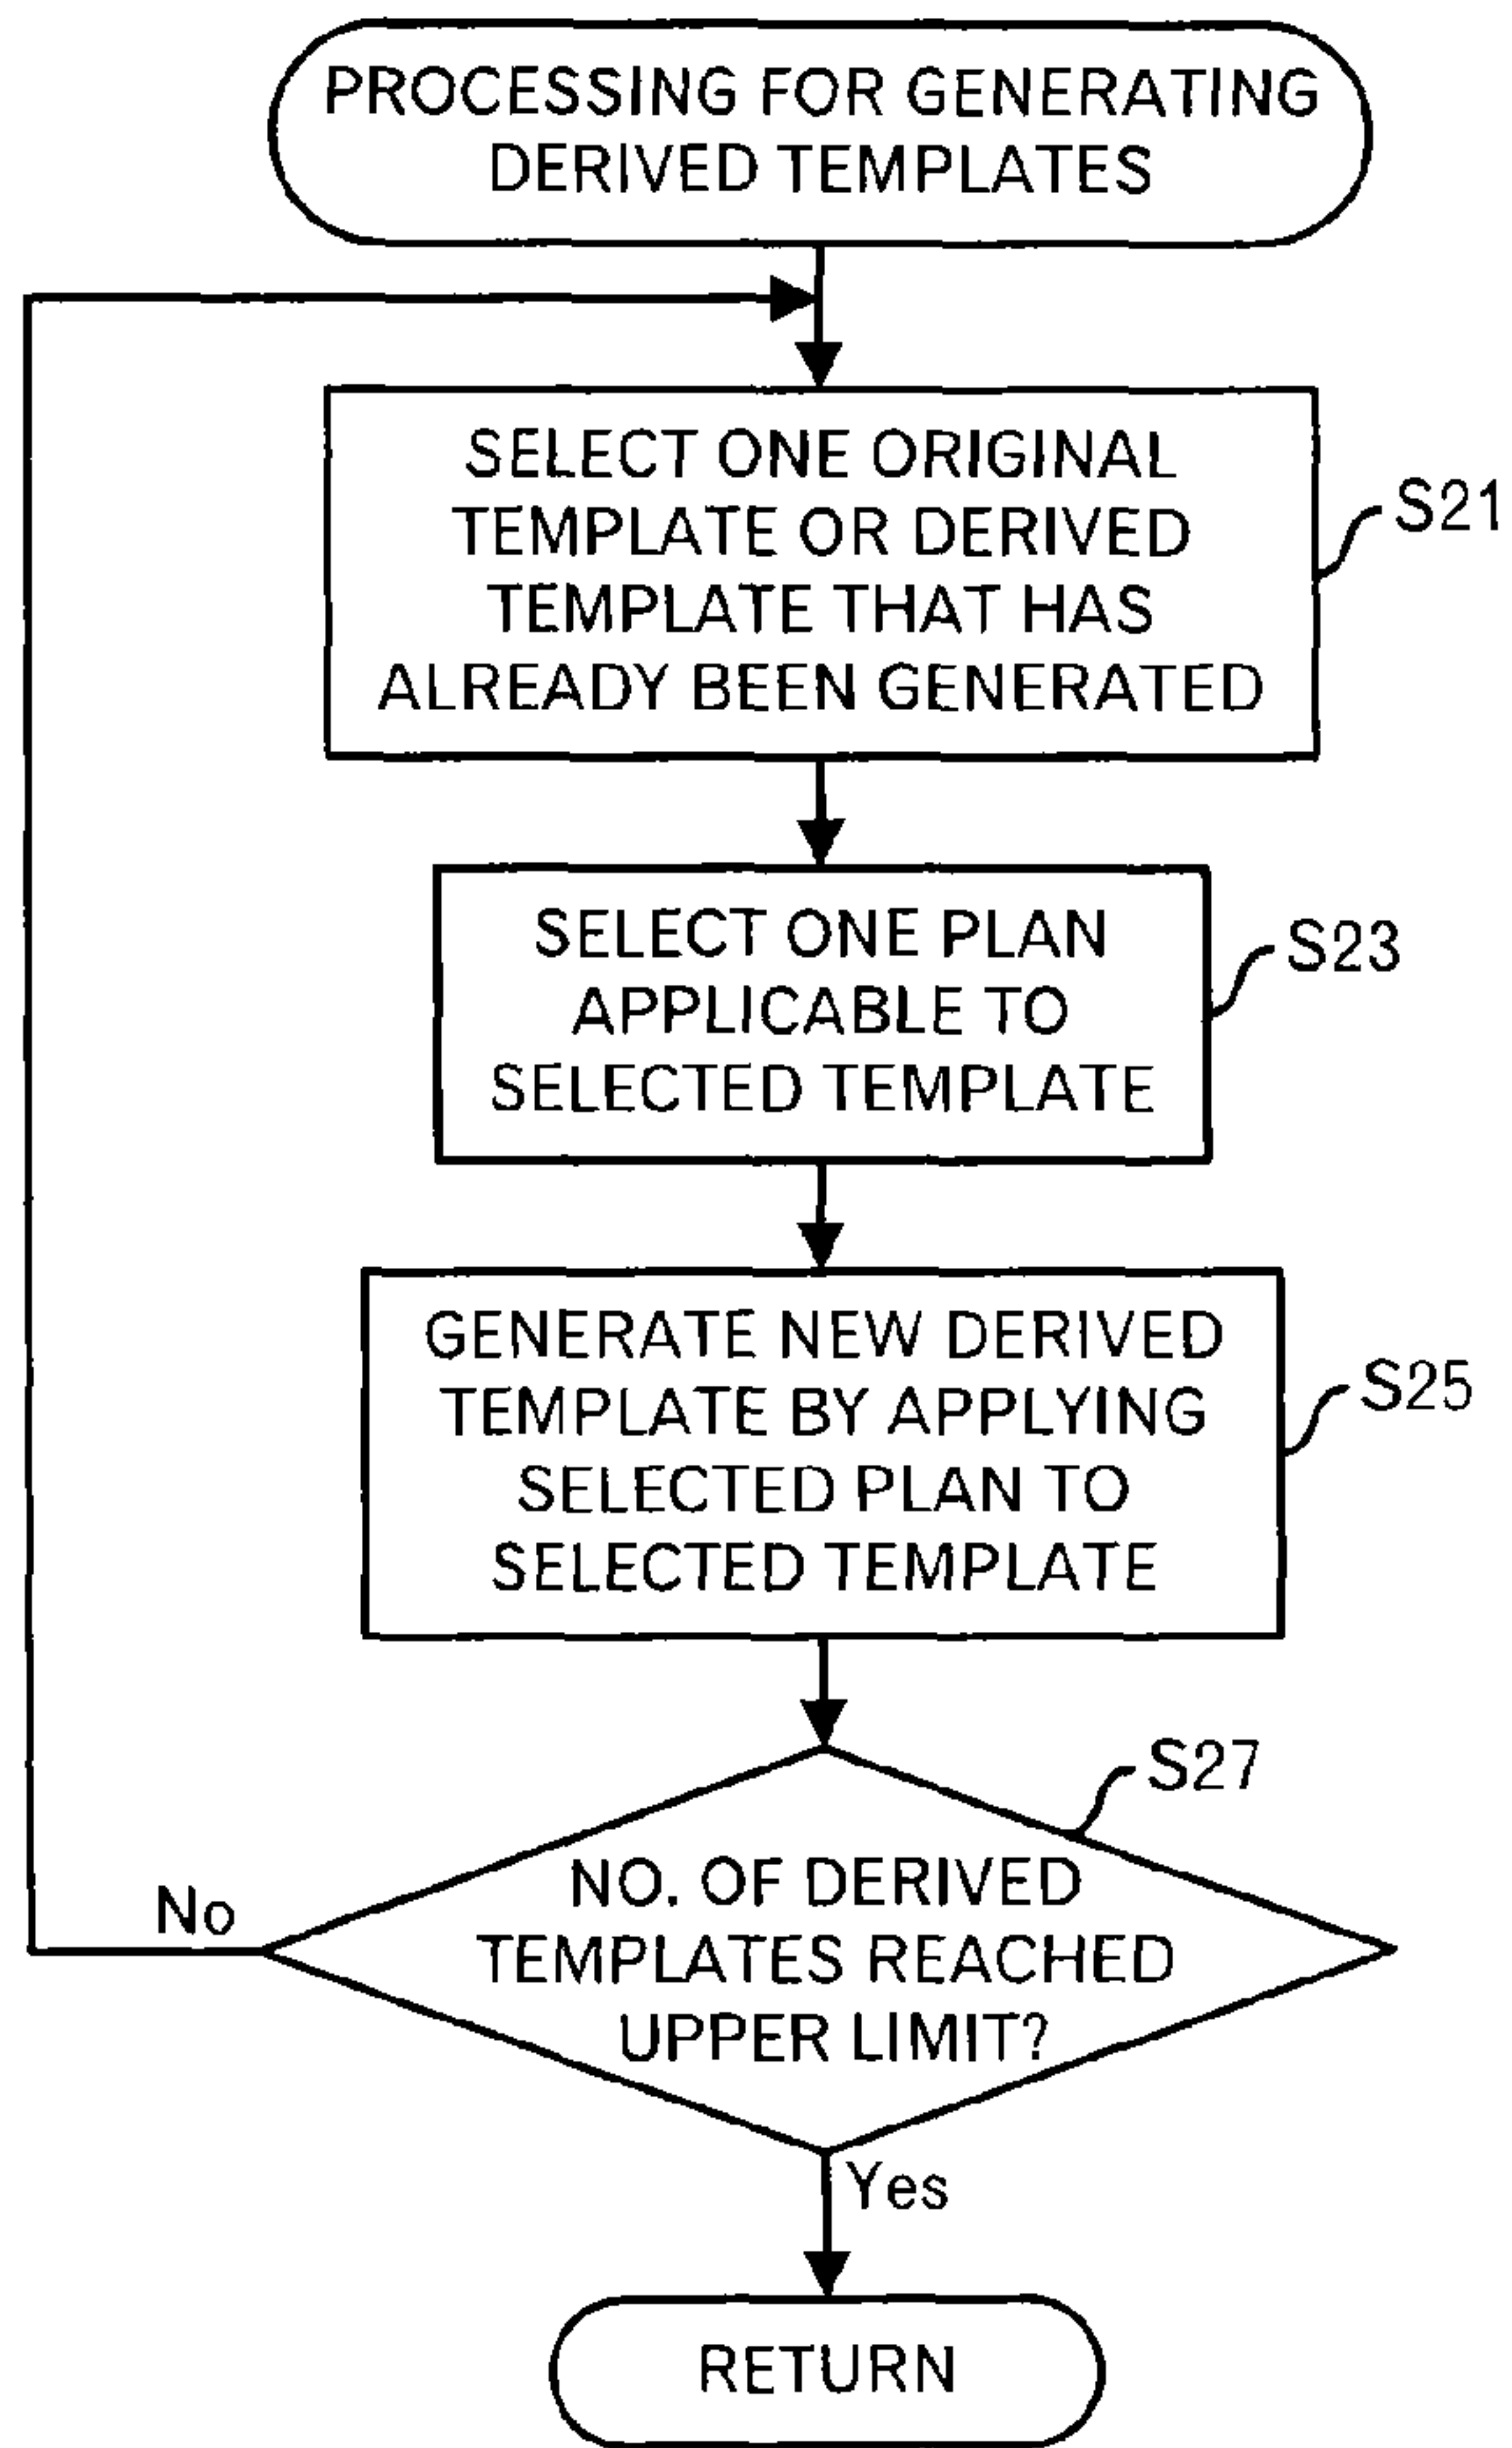 PROCESSING FOR GENERATING
DERIVED TEMPLATES
SELECT ONE ORIGINAL
TEMPLATE OR DERIVED
TEMPLATE THAT HAS
ALREADY BEEN GENERATED
S21
SELECT ONE PLAN
APPLICABLE TO
SELECTED TEMPLATE
S23
GENERATE NEW DERIVED
TEMPLATE BY APPLYING
SELECTED PLAN TO
SELECTED TEMPLATE
S25
S27
NO. OF DERIVED
TEMPLATES REACHED
UPPER LIMIT?
No
Yes
RETURN